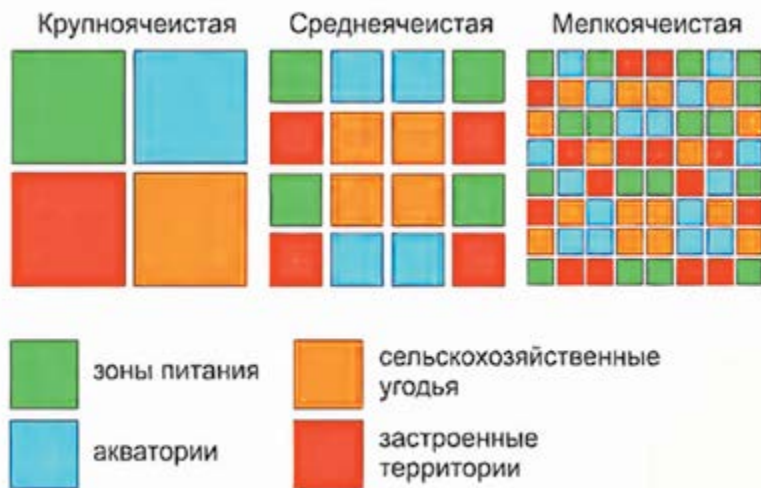 Крупноячеистая
Среднеячеистая
Мелкоячеистая
зоны питания
сельскохозяйственные
угодья
акватории
застроенные
территории